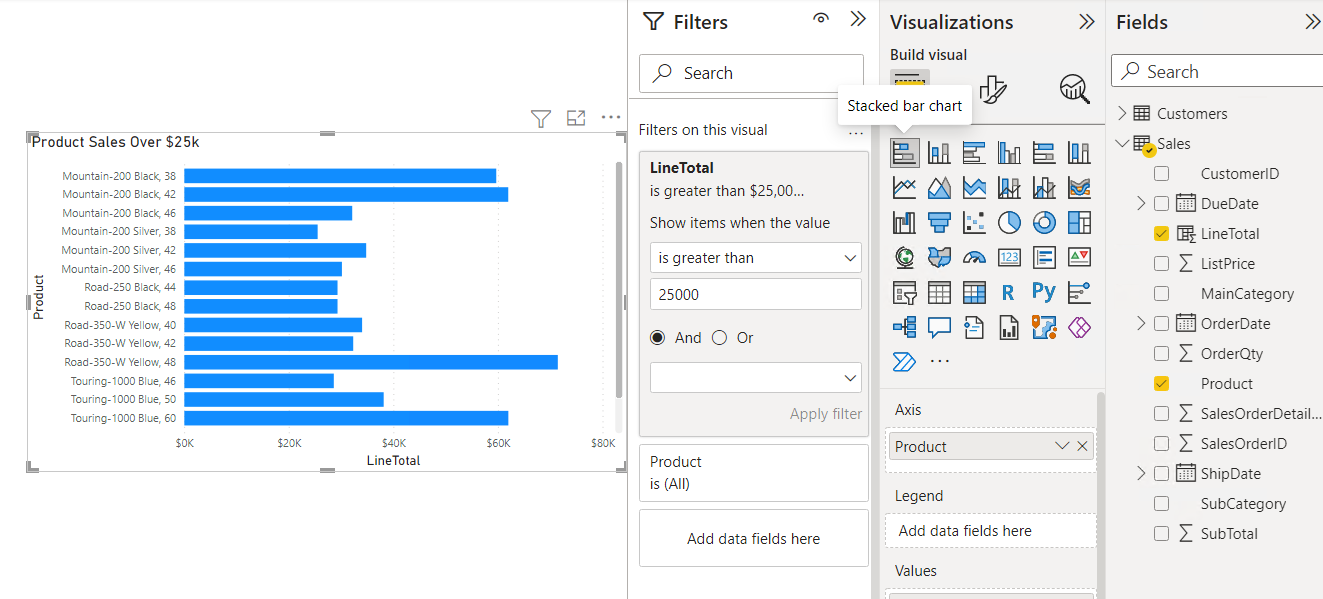 Product Sales Over $25k
Product
Mountain-200 Black, 38
Mountain-200 Black, 42
Mountain-200 Black, 46
Mountain-200 Silver, 38
Mountain-200 Silver, 42
Mountain-200 Silver, 46
Road-250 Black, 44
Road-250 Black, 48
Road-350-W Yellow, 40
Road-350-W Yellow, 42
Road-350-W Yellow, 48
Touring-1000 Blue, 46
Touring-1000 Blue, 50
Touring-1000 Blue, 60
$0K $20K $40K $60K $80K
LineTotal
Filters
Search
Filters on this visual
...
LineTotal
is greater than $25,00...
Show items when the value
is greater than
25000
And Or
Apply filter
Product
is (All)
Add data fields here
Visualizations
Build visual
Stacked bar chart
123
R Py
...
Axis
Product
Legend
Add data fields here
Values
Fields
Search
Customers
Sales
CustomerID
DueDate
LineTotal
ListPrice
MainCategory
OrderDate
OrderQty
Product
SalesOrderDetail...
SalesOrderID
ShipDate
SubCategory
SubTotal